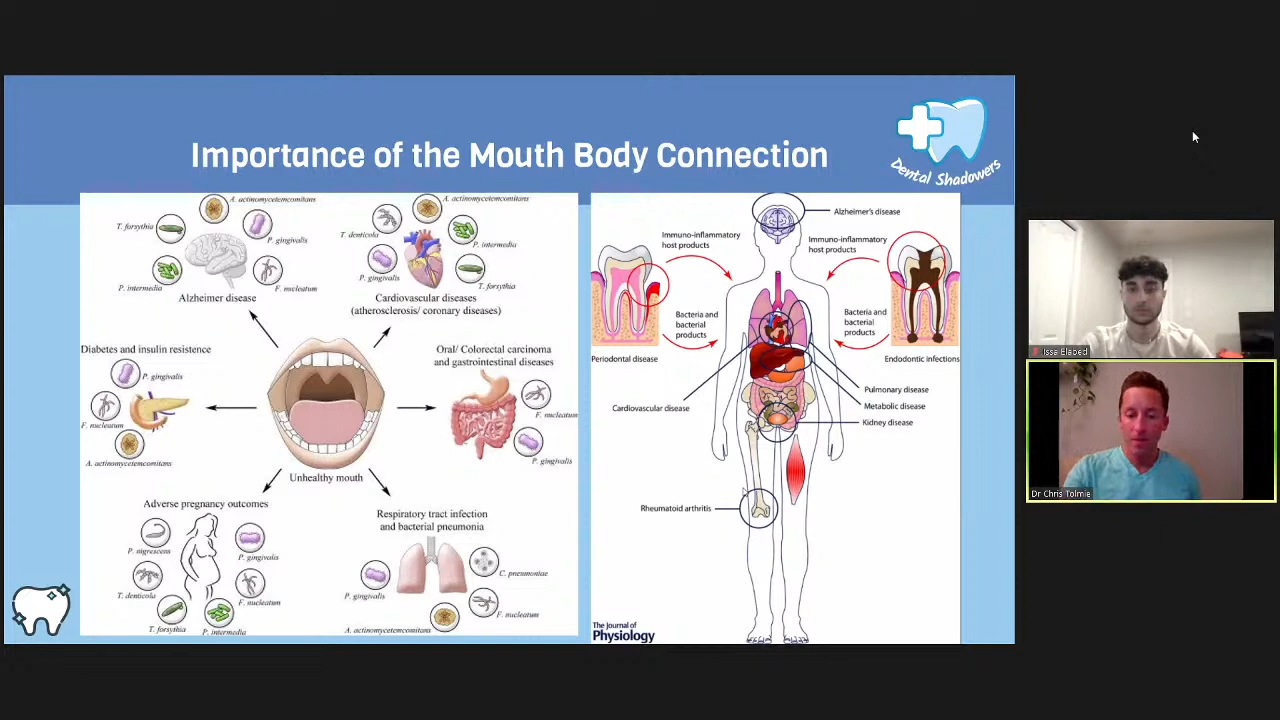 Importance of the Mouth Body Connection
Dental Shadowers
A. actinomycetemcomitans
T. forsythia
P. gingivalis
P. intermedia
F. nucleatum
Alzheimer disease
A. actinomycetemcomitans
T. denticola
P. intermedia
P. gingivalis
T. forsythia
Cardiovascular diseases
(atherosclerosis/ coronary diseases)
Diabetes and insulin resistence
P. gingivalis
F. nucleatum
A. actinomycetemcomitans
Oral/ Colorectal carcinoma
and gastrointestinal diseases
F. nucleatum
P. gingivalis
Unhealthy mouth
Adverse pregnancy outcomes
P. nigrescens
P. gingivalis
T. denticola
F. nucleatum
T. forsythia
P. intermedia
Respiratory tract infection
and bacterial pneumonia
P. gingivalis
C. pneumoniae
F. nucleatum
A. actinomycetemcomitans
Alzheimer's disease
Immuno-inflammatory
host products
Immuno-inflammatory
host products
Bacteria and
bacterial
products
Bacteria and
bacterial
products
Periodontal disease
Endodontic infections
Cardiovascular disease
Pulmonary disease
Metabolic disease
Kidney disease
Rheumatoid arthritis
The Journal of
Physiology
Issa Elabed
Dr Chris Tolmie